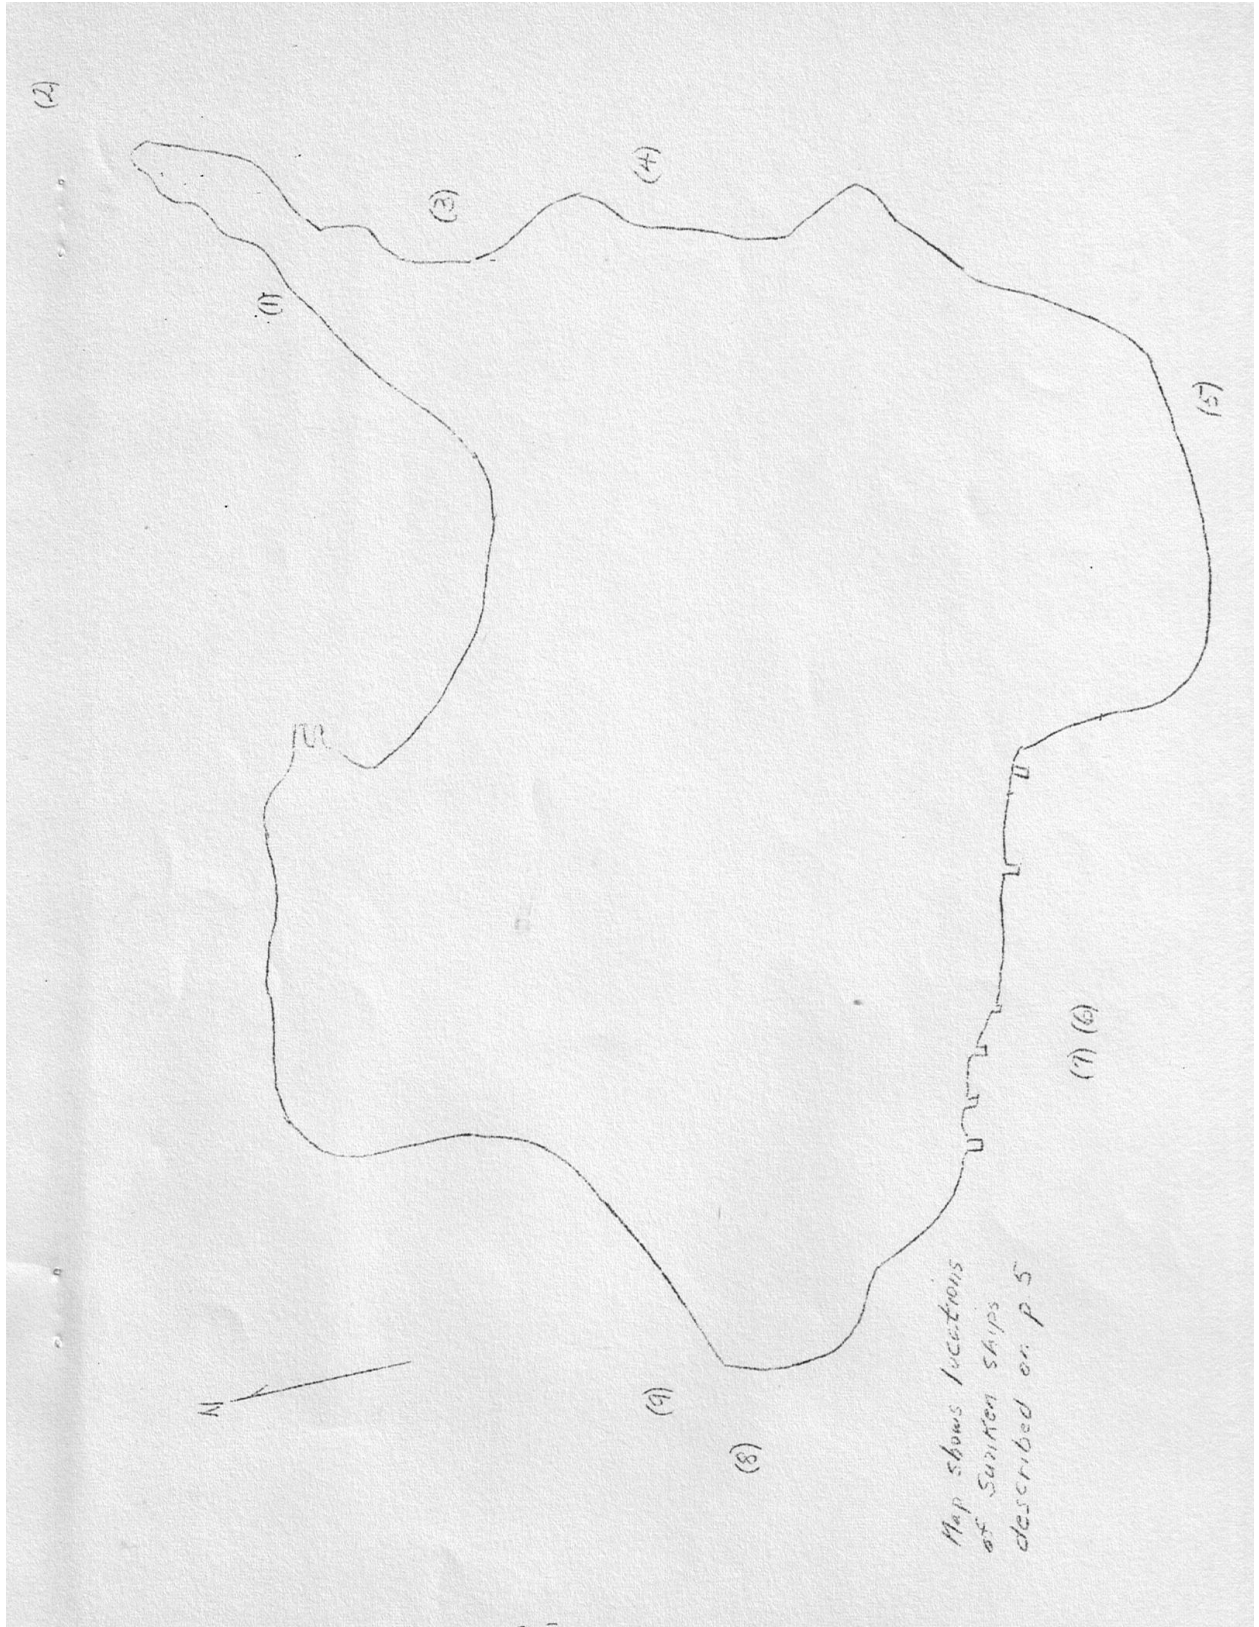 (2)
(1)
(3)
(4)
(5)
(7) (6)
(9)
(8)
N
Map shows locations
of sunken ships
described on p 5